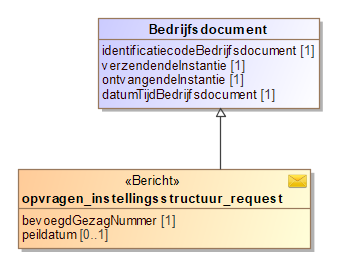 Bedrijfsdocument
identificatiecodeBedrijfsdocument [1]
verzendendeInstantie [1]
ontvangendeInstantie [1]
datumTijdBedrijfsdocument [1]
«Bericht»
opvragen_instellingsstructuur_request
bevoegdGezagNummer [1]
peildatum [0..1]